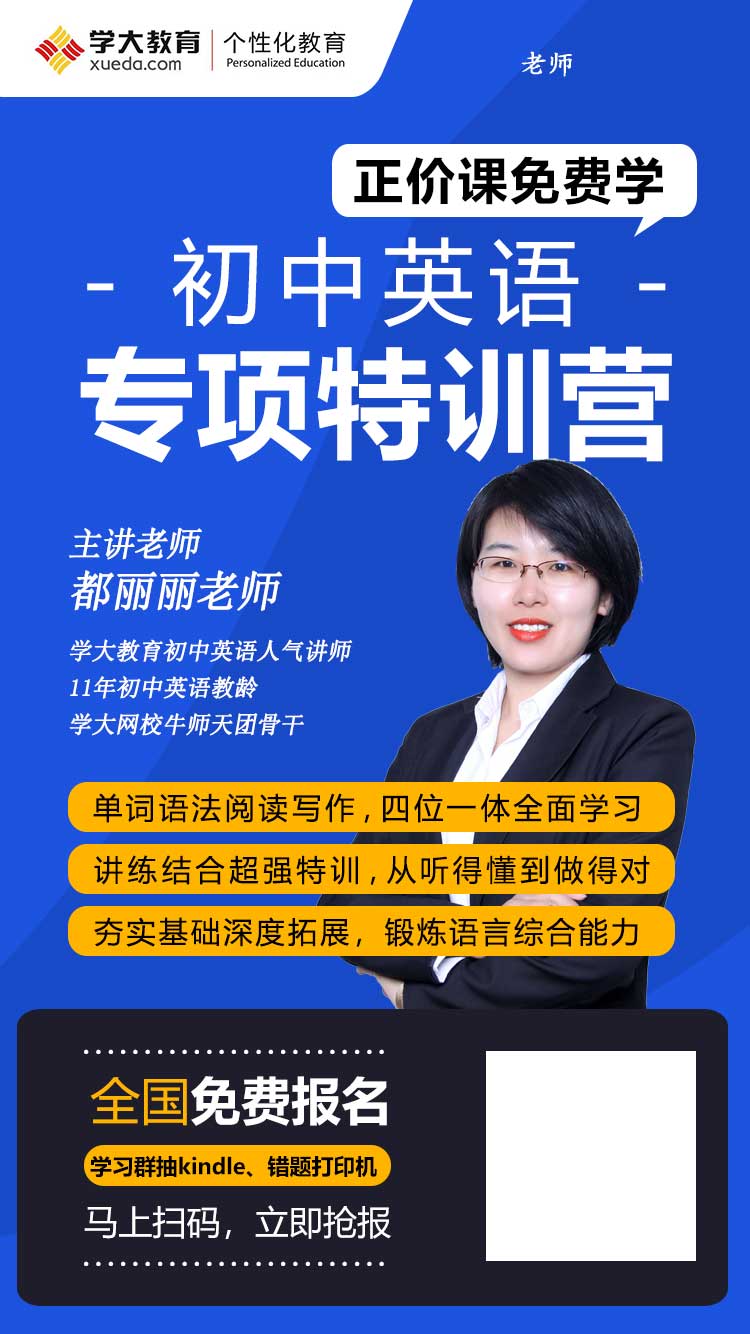 学大教育
xueda.com
个性化教育
Personalized Education
老师
正价课免费学
- 初中英语 -
专项特训营
主讲老师
都丽丽老师
学大教育初中英语人气讲师
11年初中英语教龄
学大网校牛师天团骨干
单词语法阅读写作,四位一体全面学习
讲练结合超强特训,从听得懂到做得对
夯实基础深度拓展，锻炼语言综合能力
全国免费报名
学习群抽kindle、错题打印机
马上扫码，立即抢报